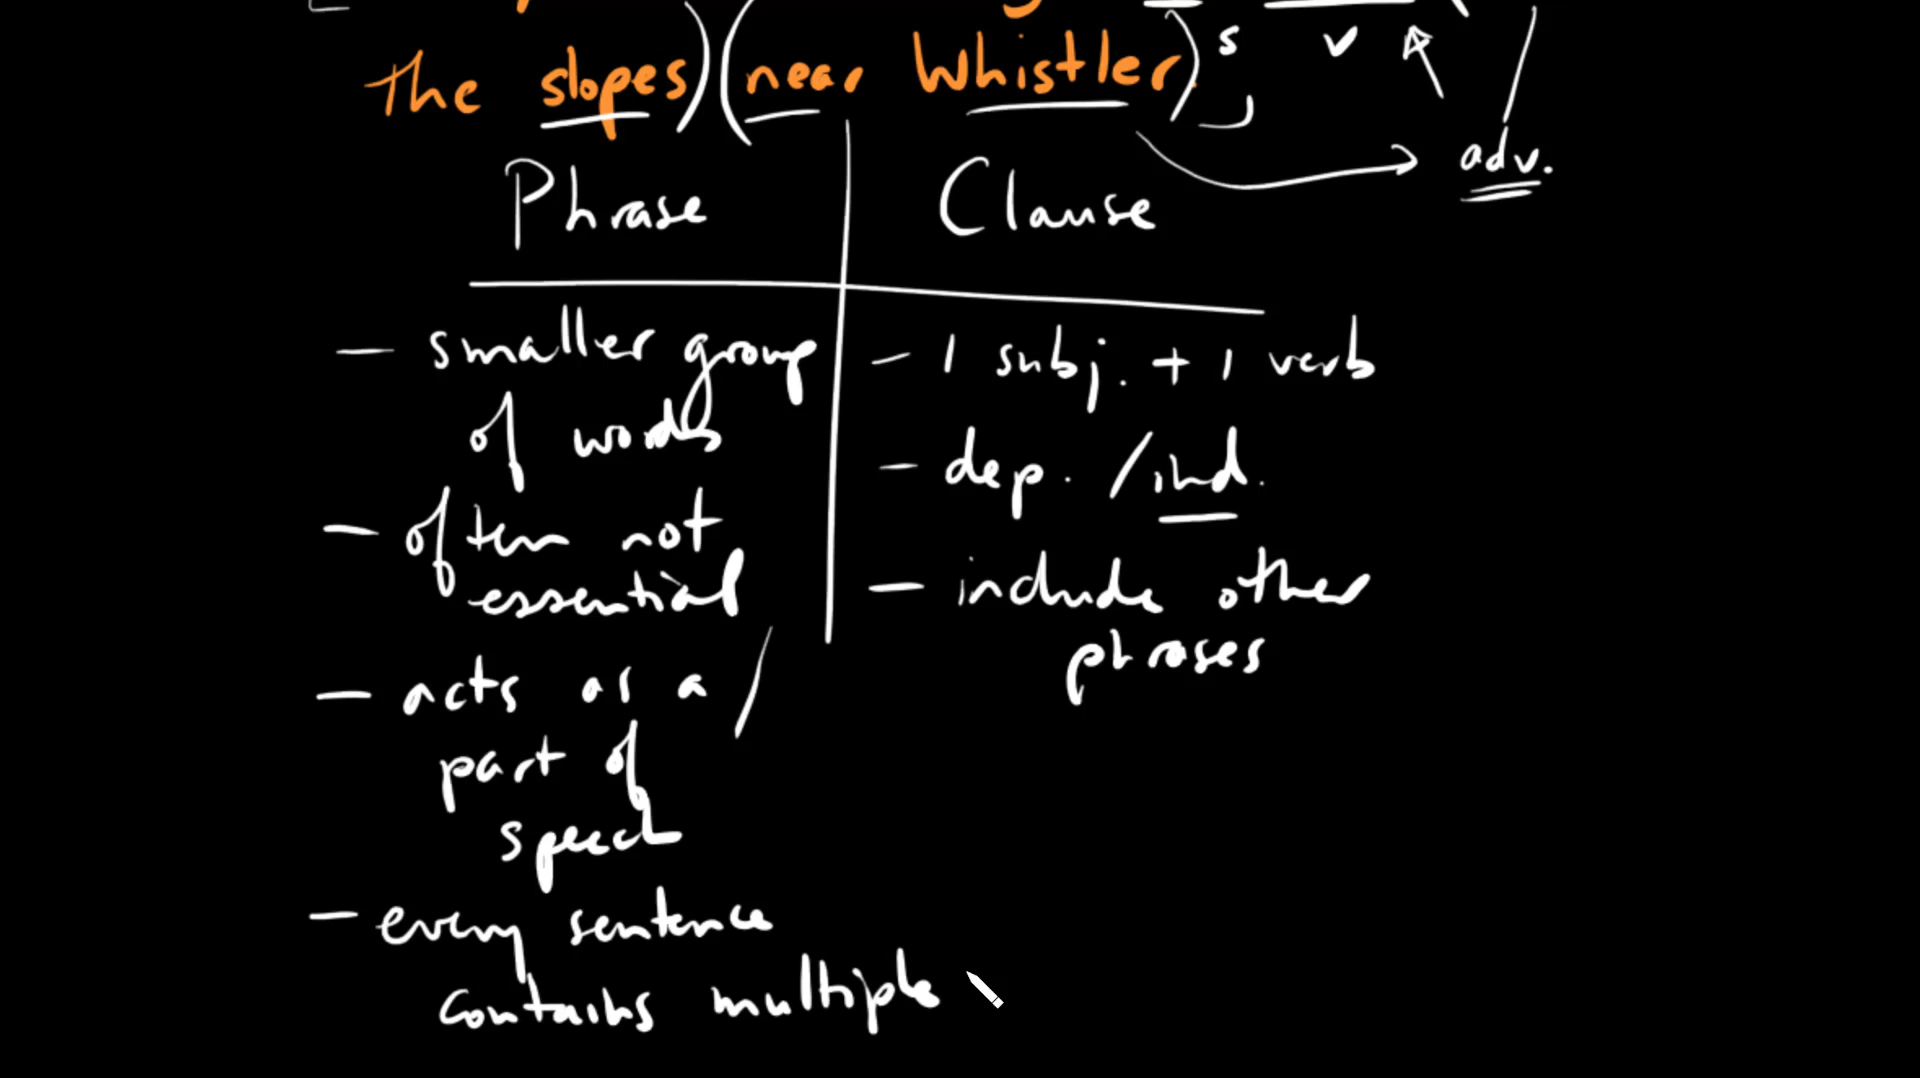 the slopes) (near Whistler.) s v
adv.
Phrase
Clause
— smaller group
of words
— often not
essential
— acts as a /
part of
speech
— every sentence
contains multiple
— 1 subj. + 1 verb
— dep. / ind.
— include other
phrases